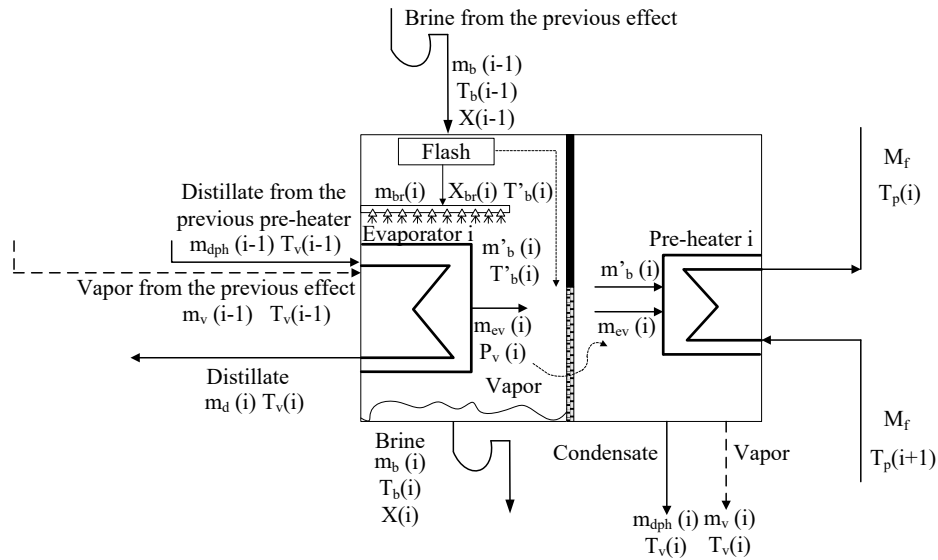 Brine from the previous effect
m_b (i-1)
T_b(i-1)
X(i-1)
Flash
m_br(i) X_br(i) T'_b(i)
Distillate from the
previous pre-heater
m_dph (i-1) T_v(i-1)
Evaporator i
m'_b (i)
T'_b(i)
Vapor from the previous effect
m_v (i-1) T_v(i-1)
m_ev (i)
P_v (i)
Vapor
Distillate
m_d (i) T_v(i)
Brine
m_b (i)
T_b(i)
X(i)
Pre-heater i
m'_b (i)
m_ev (i)
M_f
T_p(i)
M_f
T_p(i+1)
Condensate
Vapor
m_dph (i) m_v (i)
T_v(i) T_v(i)